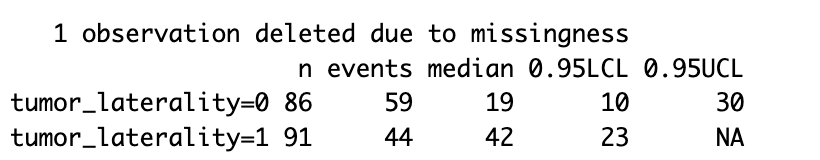 1 observation deleted due to missingness
n events median 0.95LCL 0.95UCL
tumor_laterality=0 86 59 19 10 30
tumor_laterality=1 91 44 42 23 NA